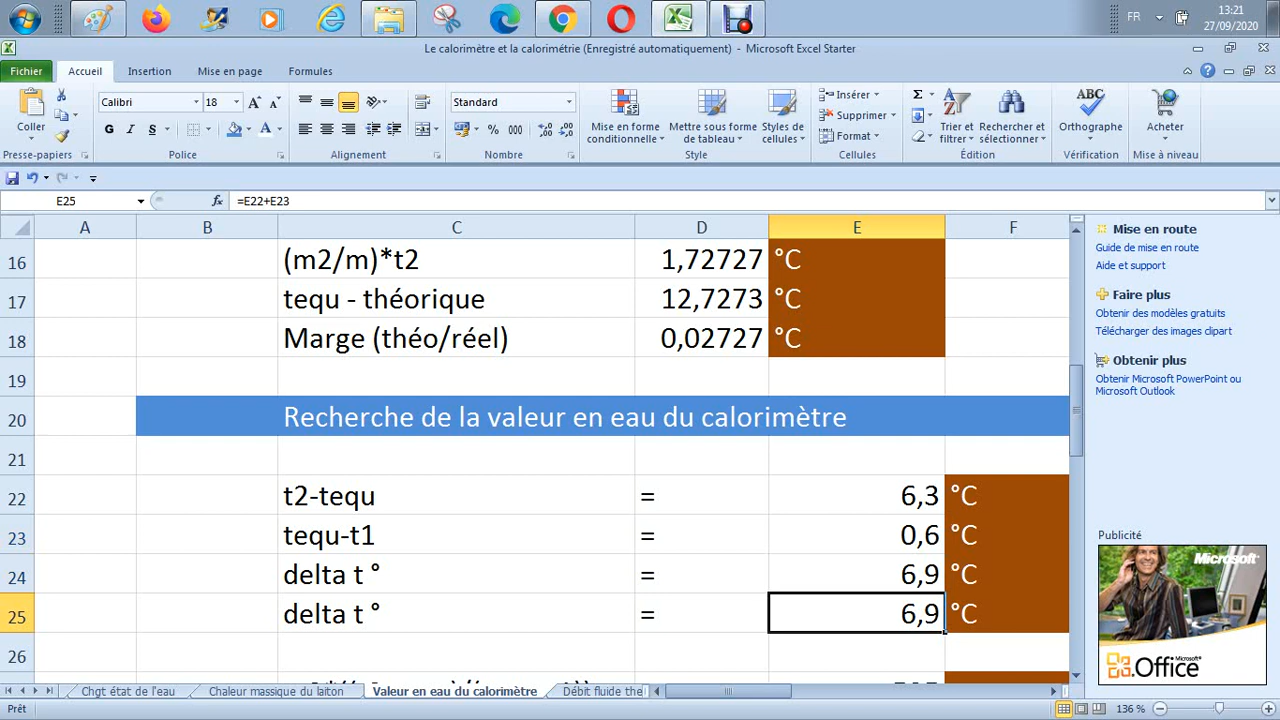 13:21
FR
27/09/2020
Le calorimètre et la calorimétrie (Enregistré automatiquement) - Microsoft Excel Starter
Fichier Accueil Insertion Mise en page Formules
Coller
Presse-papiers
Calibri 18
G I S
Police
Alignement
Standard
% 000
Nombre
Mise en forme conditionnelle
Mettre sous forme de tableau
Styles de cellules
Style
Insérer
Supprimer
Format
Cellules
Σ
Trier et filtrer
Rechercher et sélectionner
Édition
ABC
Orthographe
Vérification
Acheter
Mise à niveau
E25 fx =E22+E23
A B C D E F
16 (m2/m)*t2 1,72727 °C
17 tequ - théorique 12,7273 °C
18 Marge (théo/réel) 0,02727 °C
19
20 Recherche de la valeur en eau du calorimètre
21
22 t2-tequ = 6,3 °C
23 tequ-t1 = 0,6 °C
24 delta t ° = 6,9 °C
25 delta t ° = 6,9 °C
26
Mise en route
Guide de mise en route
Aide et support
Faire plus
Obtenir des modèles gratuits
Télécharger des images clipart
Obtenir plus
Obtenir Microsoft PowerPoint ou
Microsoft Outlook
Publicité
Microsoft
Office
Chgt état de l'eau Chaleur massique du laiton Valeur en eau du calorimètre Débit fluide the
Prêt 136 %